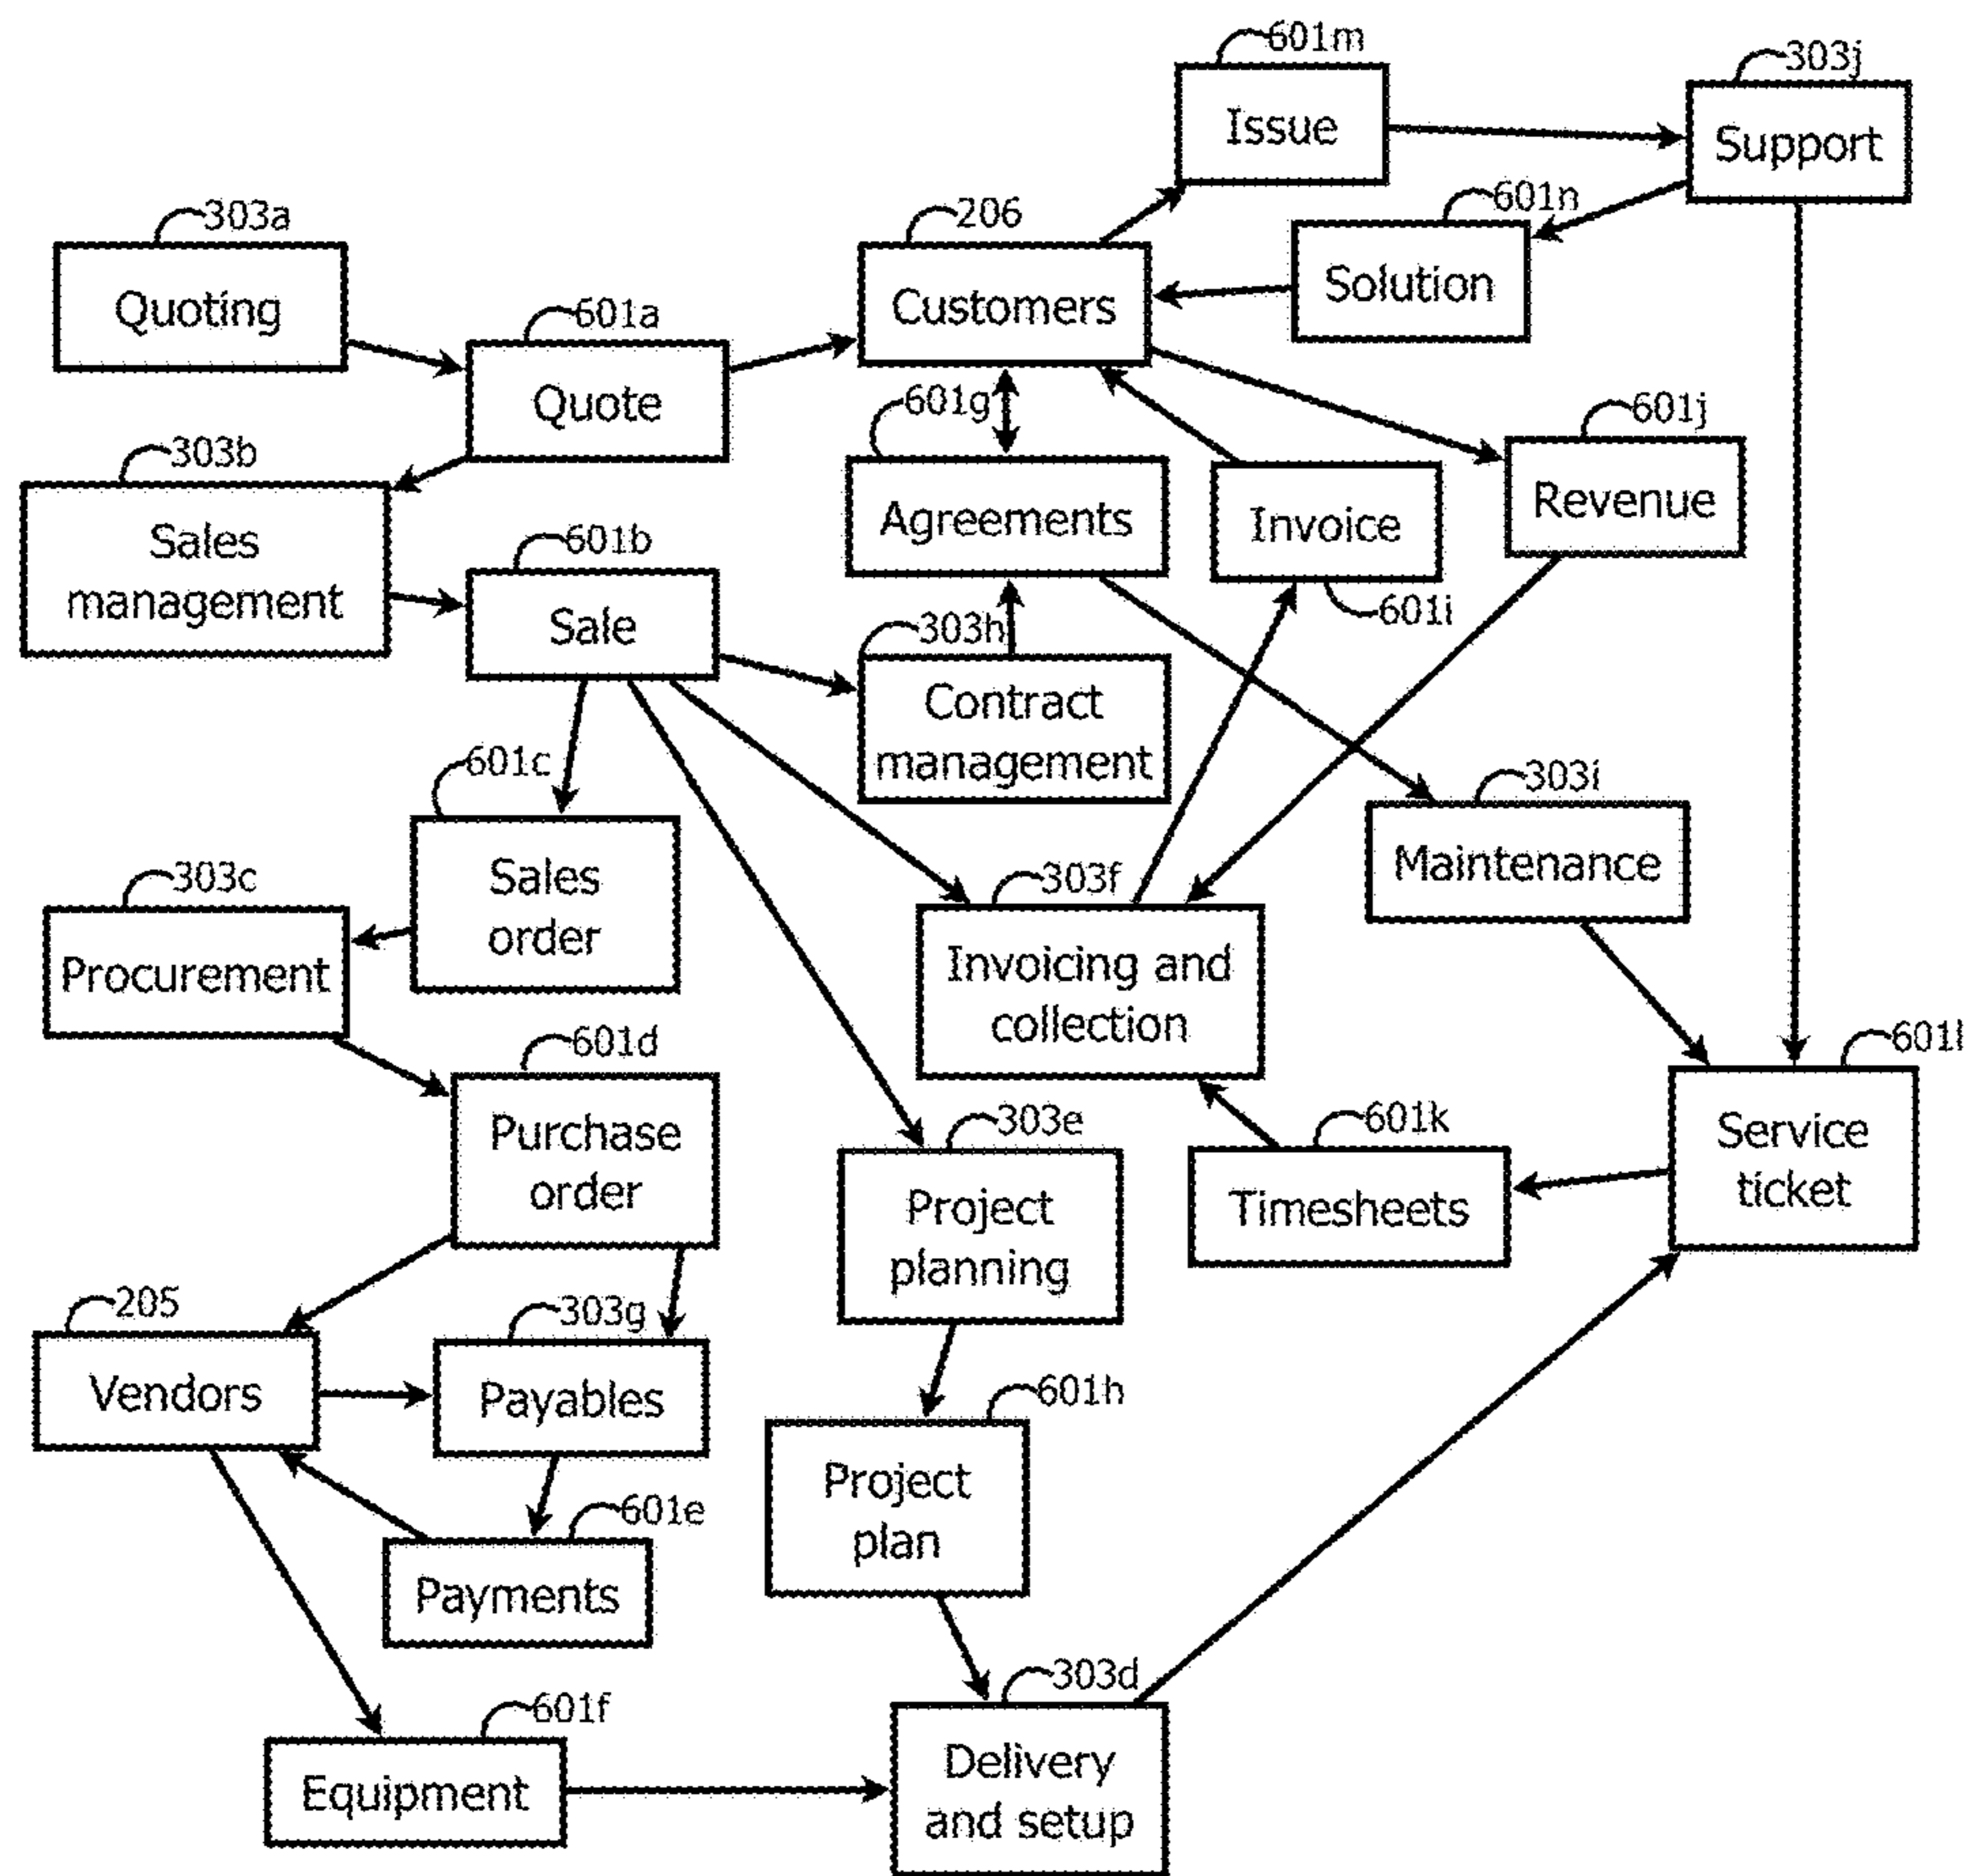 601m
303j
Issue
Support
601n
303a
206
Solution
Quoting
601a
Customers
Quote
601g
601j
303b
Agreements
Invoice
Revenue
Sales
management
601b
601i
Sale
303h
Contract
management
601c
303i
Sales
order
Maintenance
303c
303f
Procurement
Invoicing and
collection
601d
601l
Purchase
order
303e
601k
Service
ticket
Project
planning
Timesheets
205
303g
Vendors
Payables
601h
Project
plan
601e
Payments
303d
601f
Equipment
Delivery
and setup